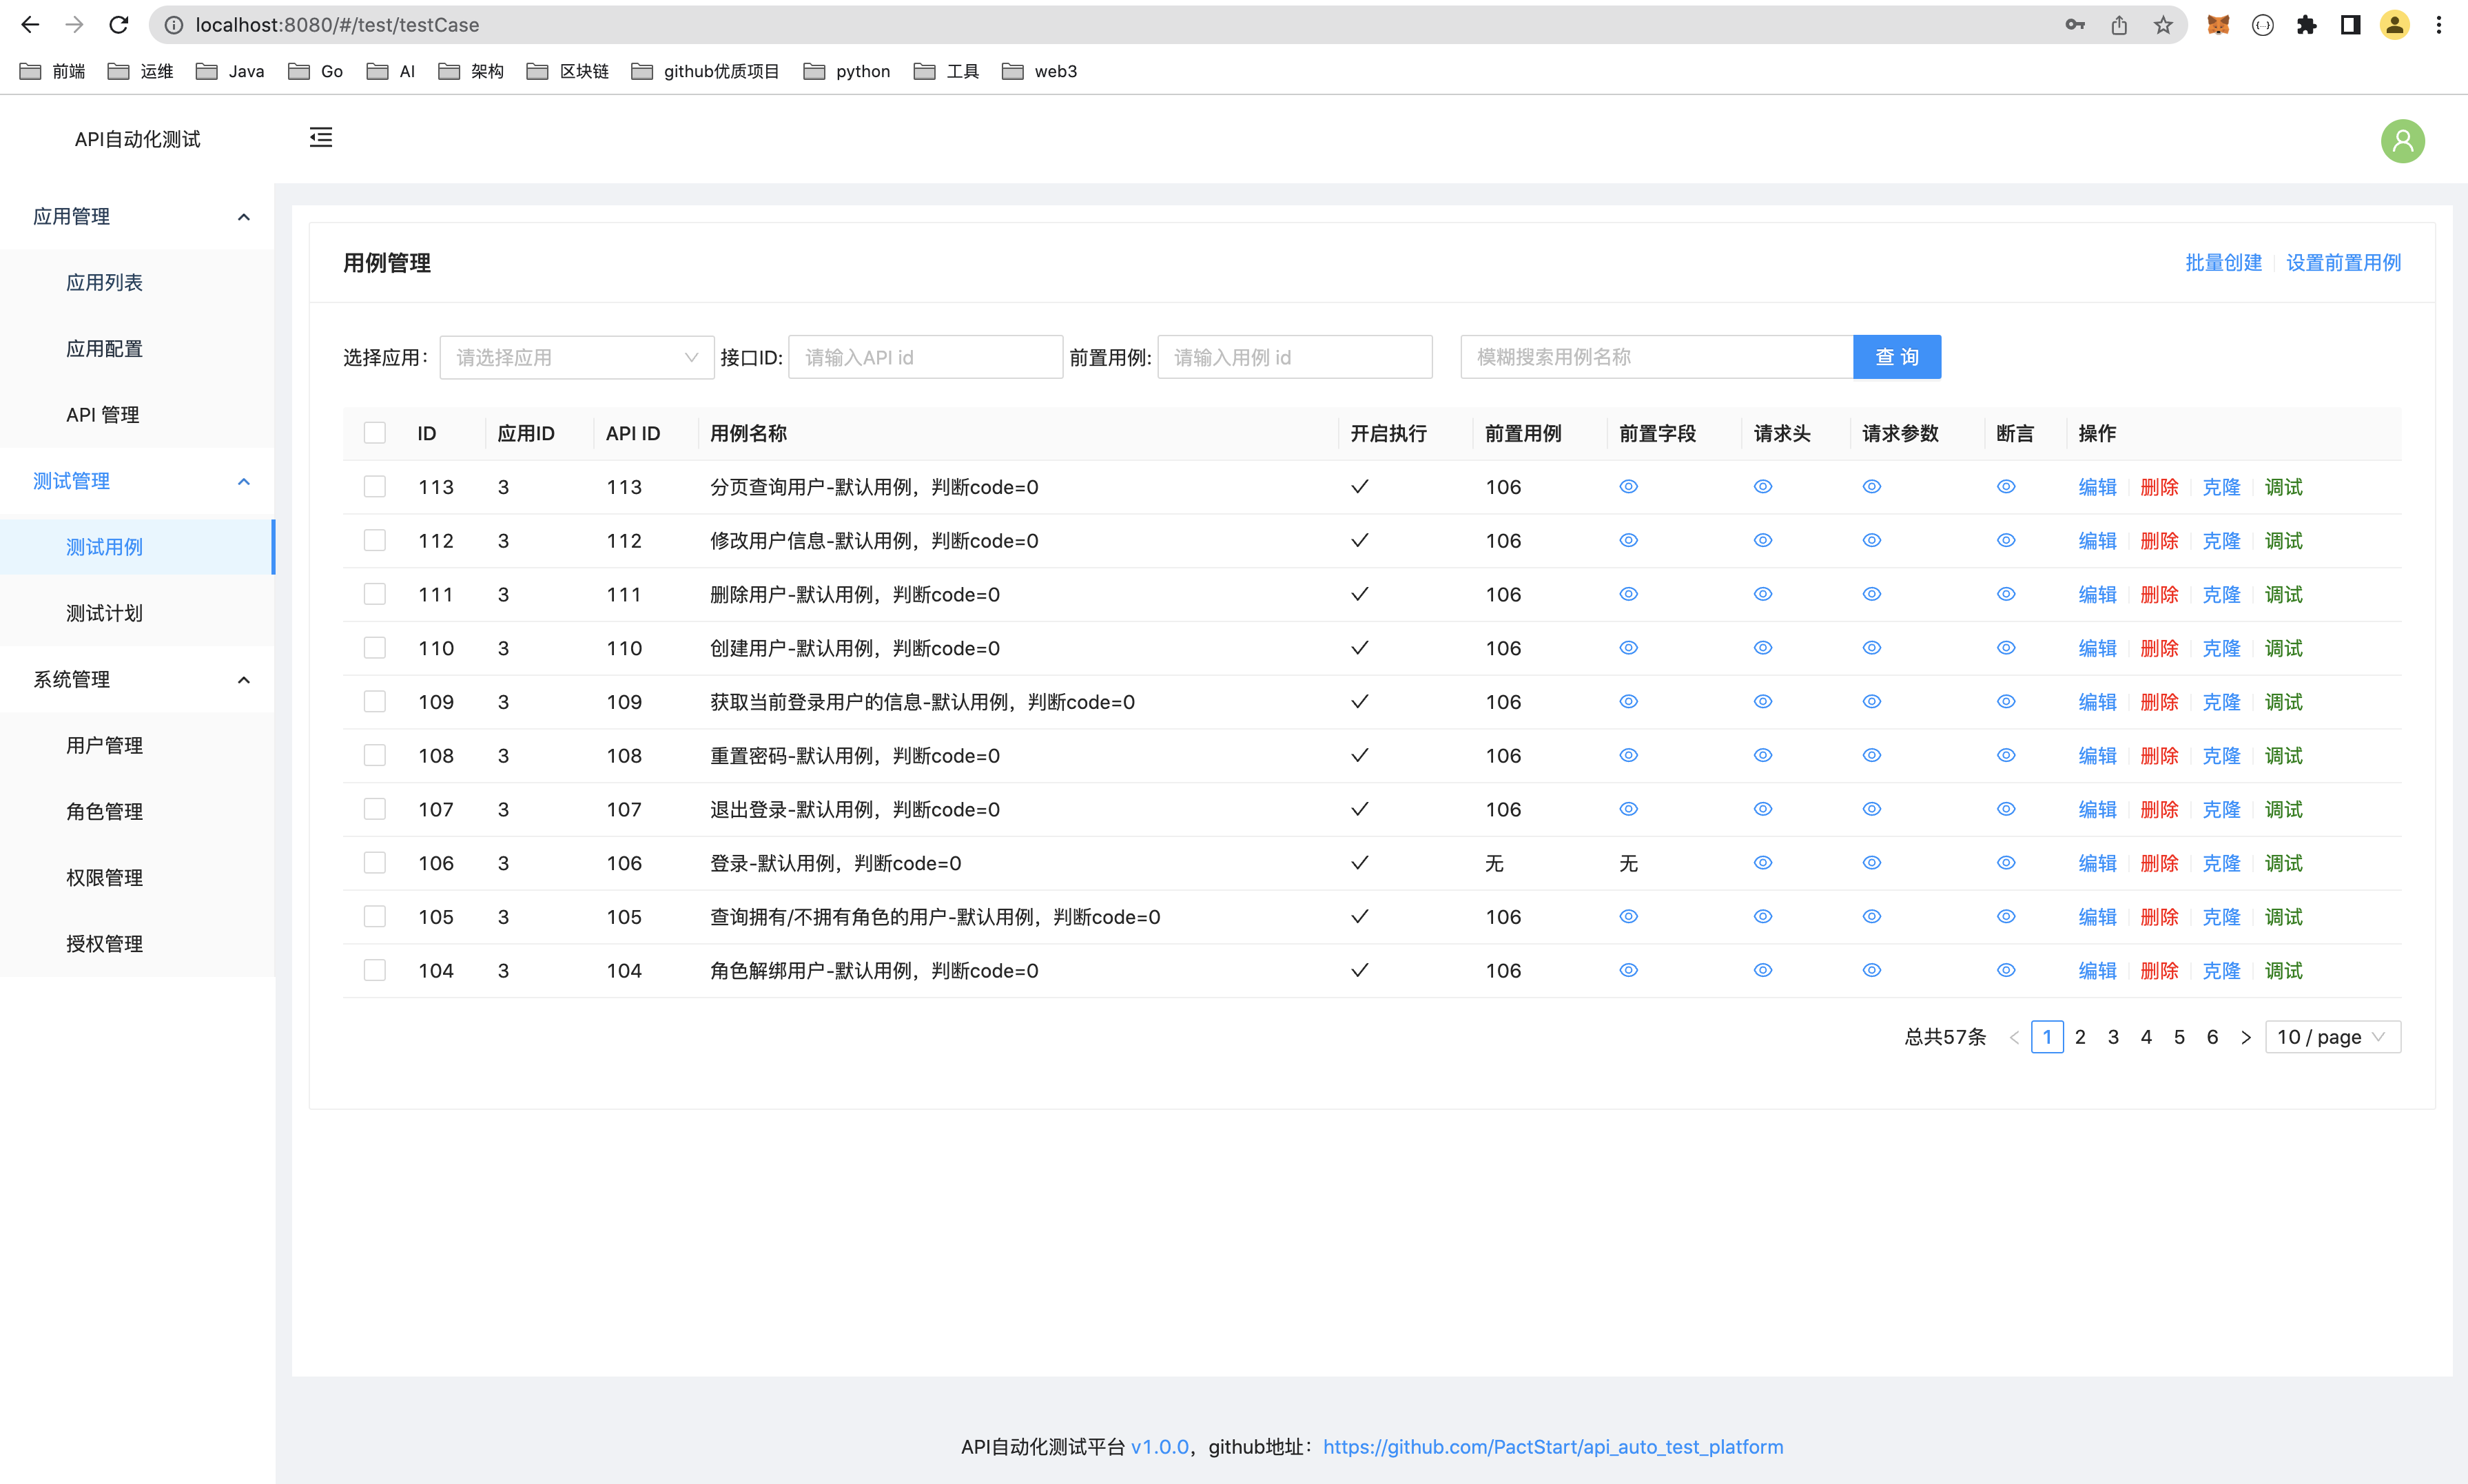 localhost:8080/#/test/testCase
前端 运维 Java Go AI 架构 区块链 github优质项目 python 工具 web3
API自动化测试
应用管理
应用列表
应用配置
API 管理
测试管理
测试用例
测试计划
系统管理
用户管理
角色管理
权限管理
授权管理
用例管理 批量创建 设置前置用例
选择应用: 请选择应用 接口ID: 请输入API id 前置用例: 请输入用例 id 模糊搜索用例名称 查 询
ID 应用ID API ID 用例名称 开启执行 前置用例 前置字段 请求头 请求参数 断言 操作
113 3 113 分页查询用户-默认用例，判断code=0 106 编辑 删除 克隆 调试
112 3 112 修改用户信息-默认用例，判断code=0 106 编辑 删除 克隆 调试
111 3 111 删除用户-默认用例，判断code=0 106 编辑 删除 克隆 调试
110 3 110 创建用户-默认用例，判断code=0 106 编辑 删除 克隆 调试
109 3 109 获取当前登录用户的信息-默认用例，判断code=0 106 编辑 删除 克隆 调试
108 3 108 重置密码-默认用例，判断code=0 106 编辑 删除 克隆 调试
107 3 107 退出登录-默认用例，判断code=0 106 编辑 删除 克隆 调试
106 3 106 登录-默认用例，判断code=0 无 无 编辑 删除 克隆 调试
105 3 105 查询拥有/不拥有角色的用户-默认用例，判断code=0 106 编辑 删除 克隆 调试
104 3 104 角色解绑用户-默认用例，判断code=0 106 编辑 删除 克隆 调试
总共57条 < 1 2 3 4 5 6 > 10 / page
API自动化测试平台 v1.0.0，github地址：https://github.com/PactStart/api_auto_test_platform